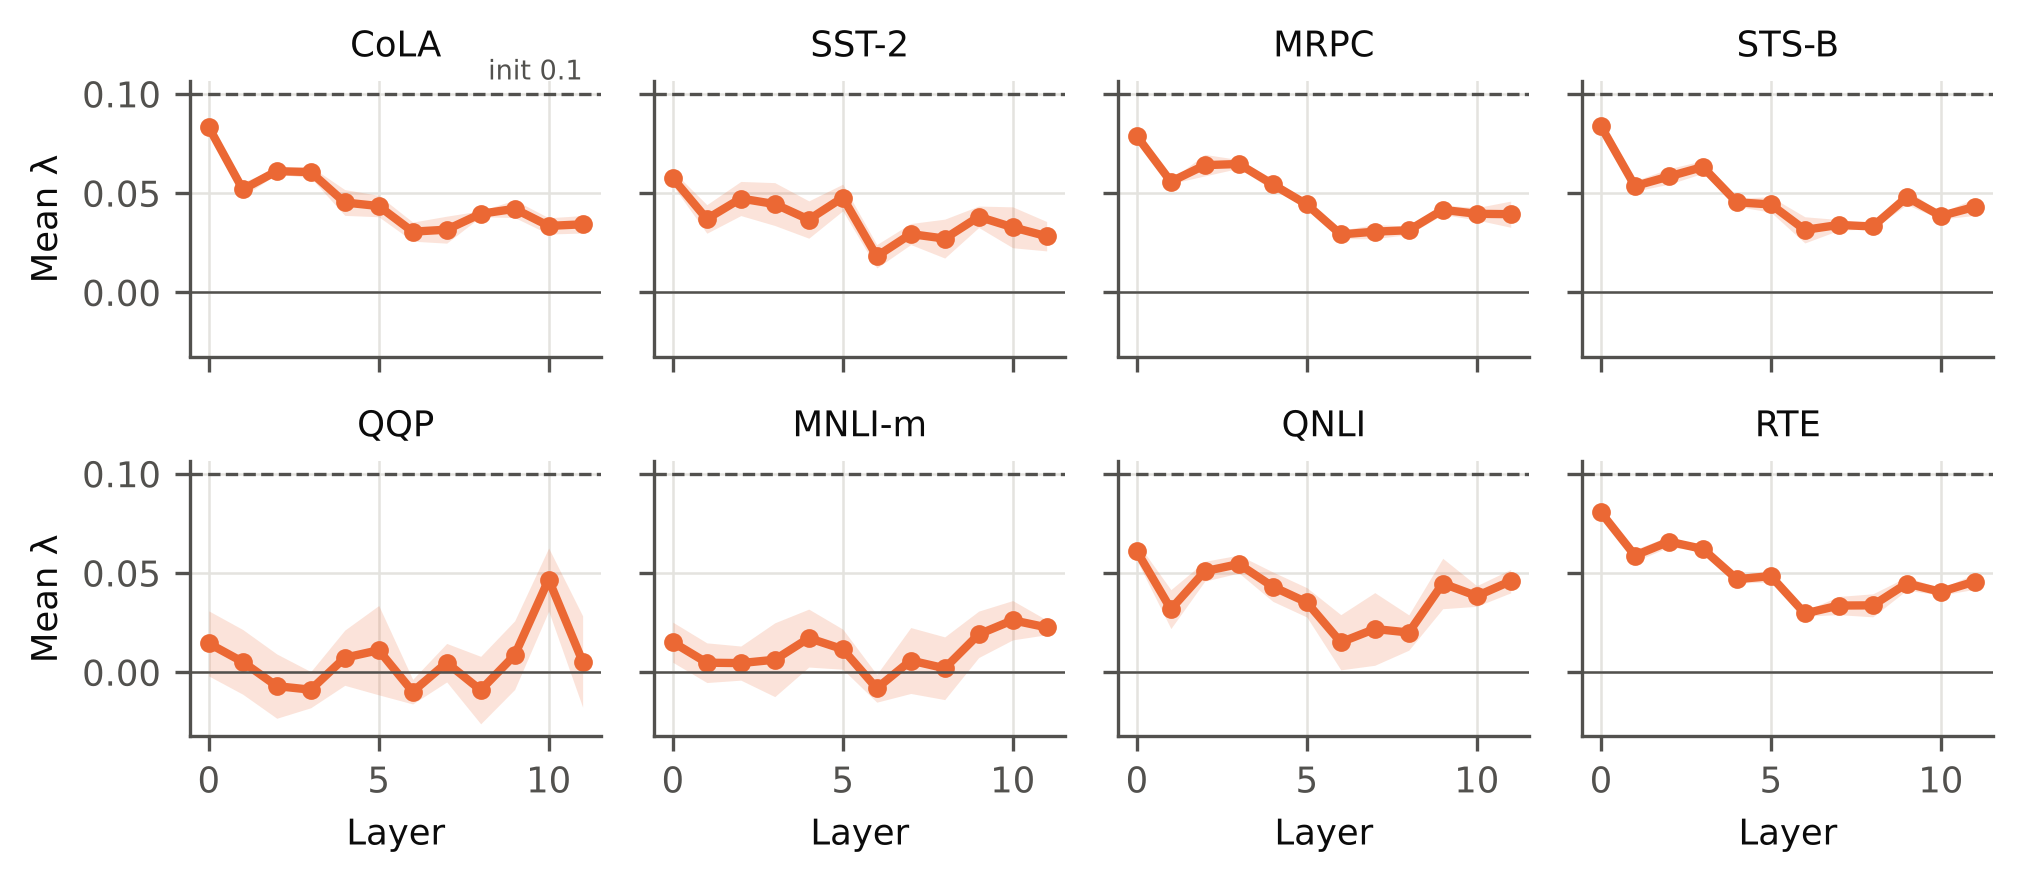 CoLA
SST-2
MRPC
STS-B
init 0.1
0.10
0.05
0.00
Mean λ
QQP
MNLI-m
QNLI
RTE
0.10
0.05
0.00
Mean λ
0 5 10
0 5 10
0 5 10
0 5 10
Layer
Layer
Layer
Layer